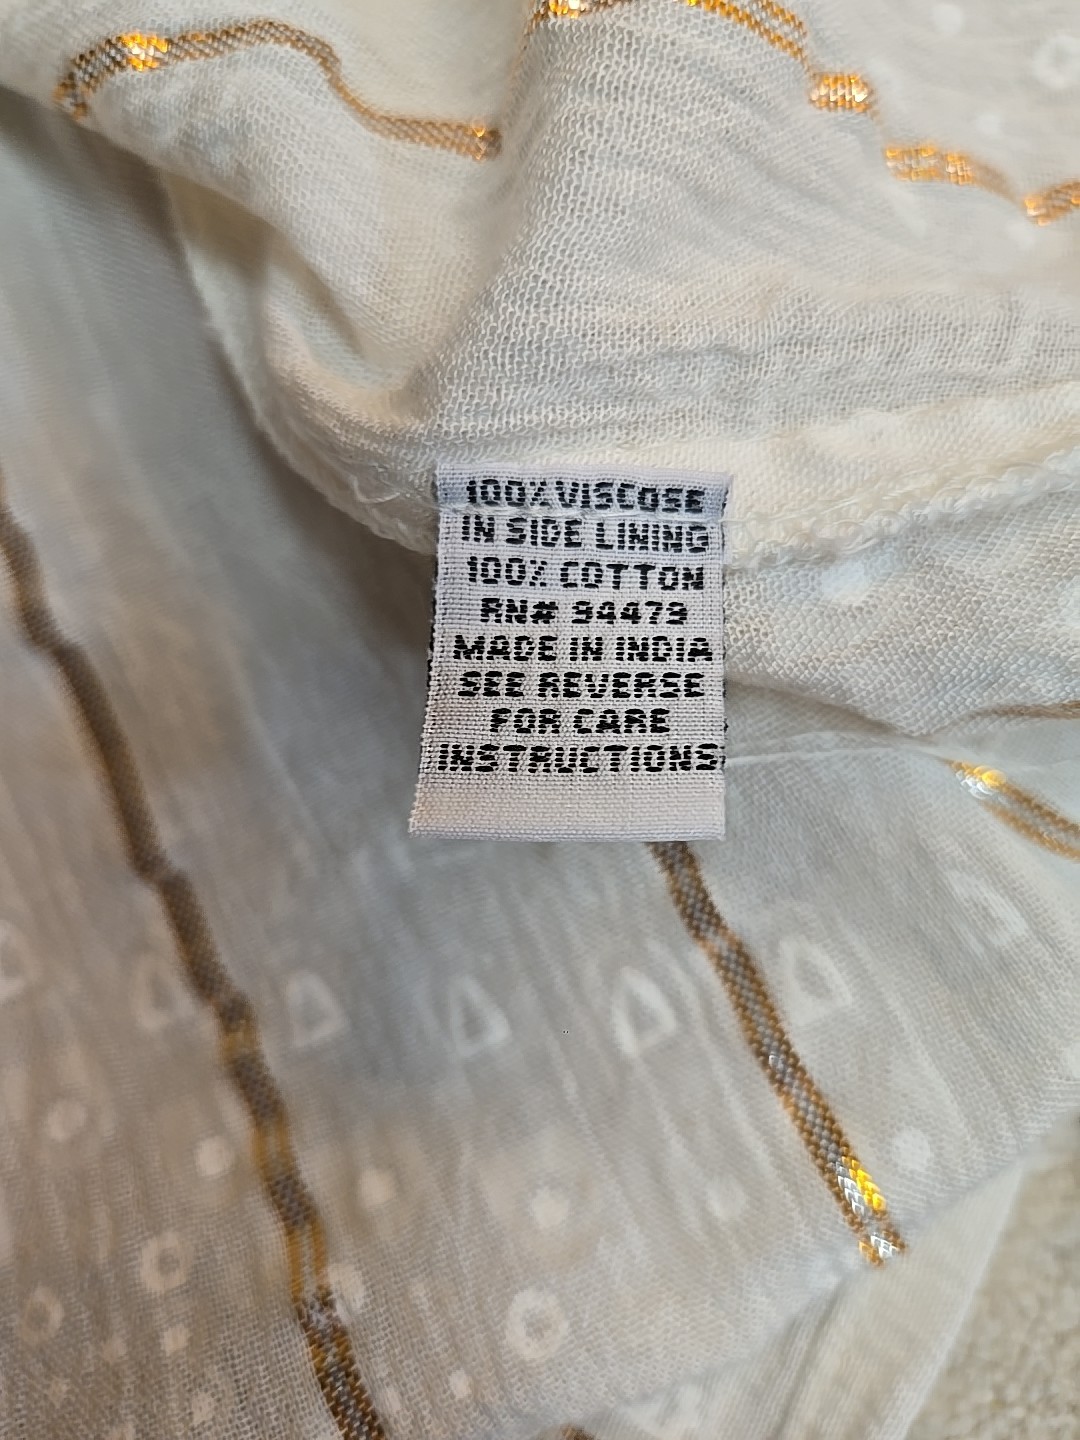 100% VISCOSE
IN SIDE LINING
100% COTTON
RN# 94479
MADE IN INDIA
SEE REVERSE
FOR CARE
INSTRUCTIONS